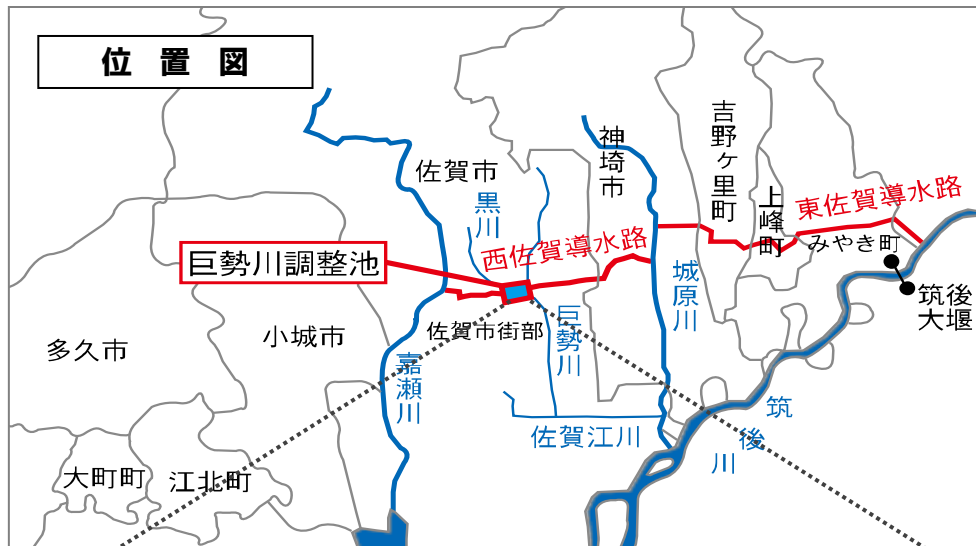 位置図
佐賀市
黒川
神埼市
吉野ヶ里町
上峰町
東佐賀導水路
みやき町
西佐賀導水路
巨勢川調整池
城原川
筑後
大堰
佐賀市街部
巨勢川
小城市
多久市
嘉瀬川
佐賀江川
筑後川
大町町
江北町